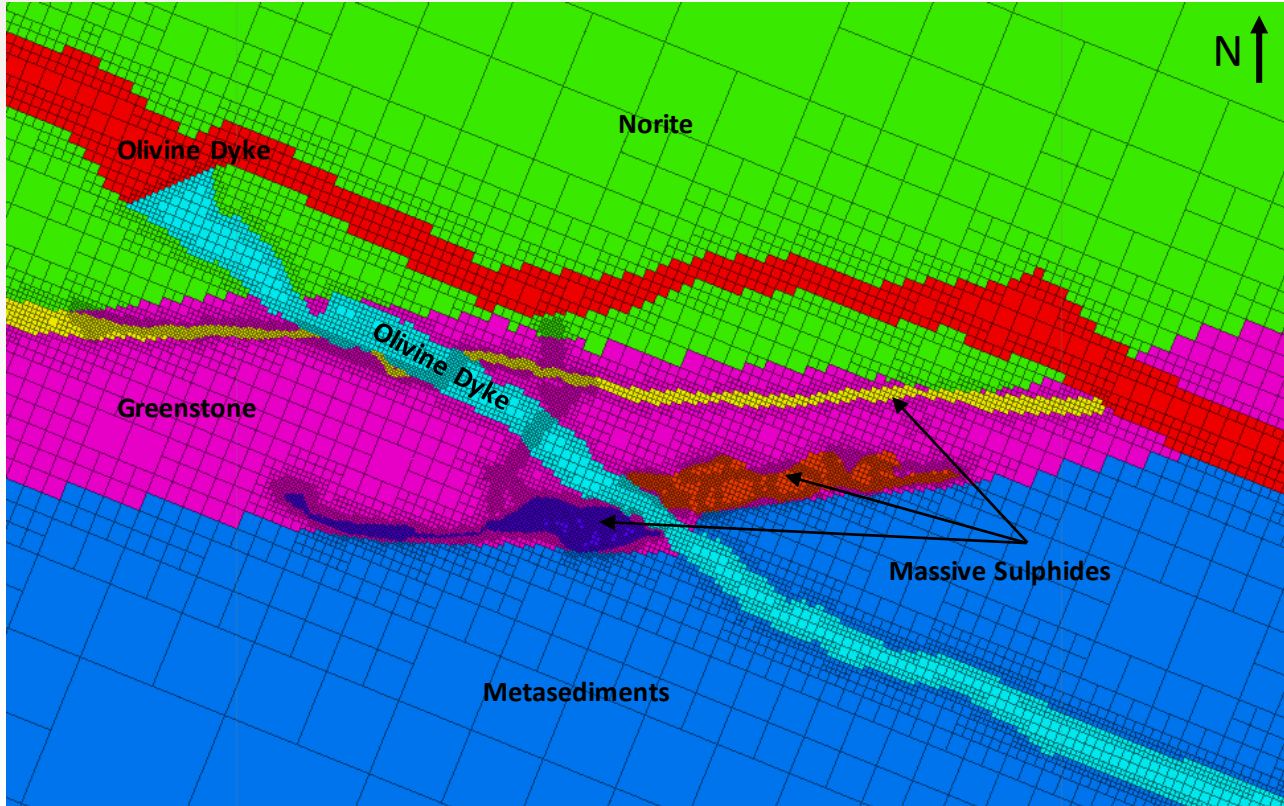 N
Norite
Olivine Dyke
Olivine Dyke
Greenstone
Massive Sulphides
Metasediments